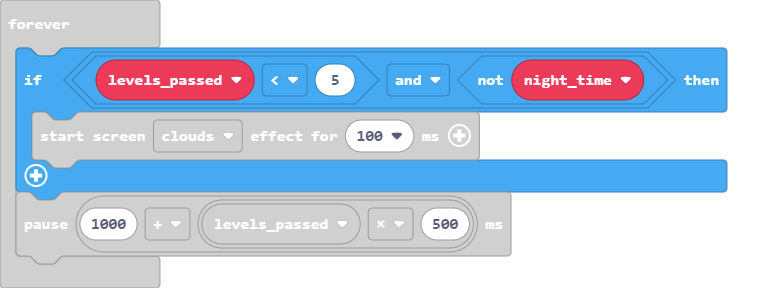 forever
if levels_passed < 5 and not night_time then
start screen clouds effect for 100 ms
pause 1000 + levels_passed × 500 ms